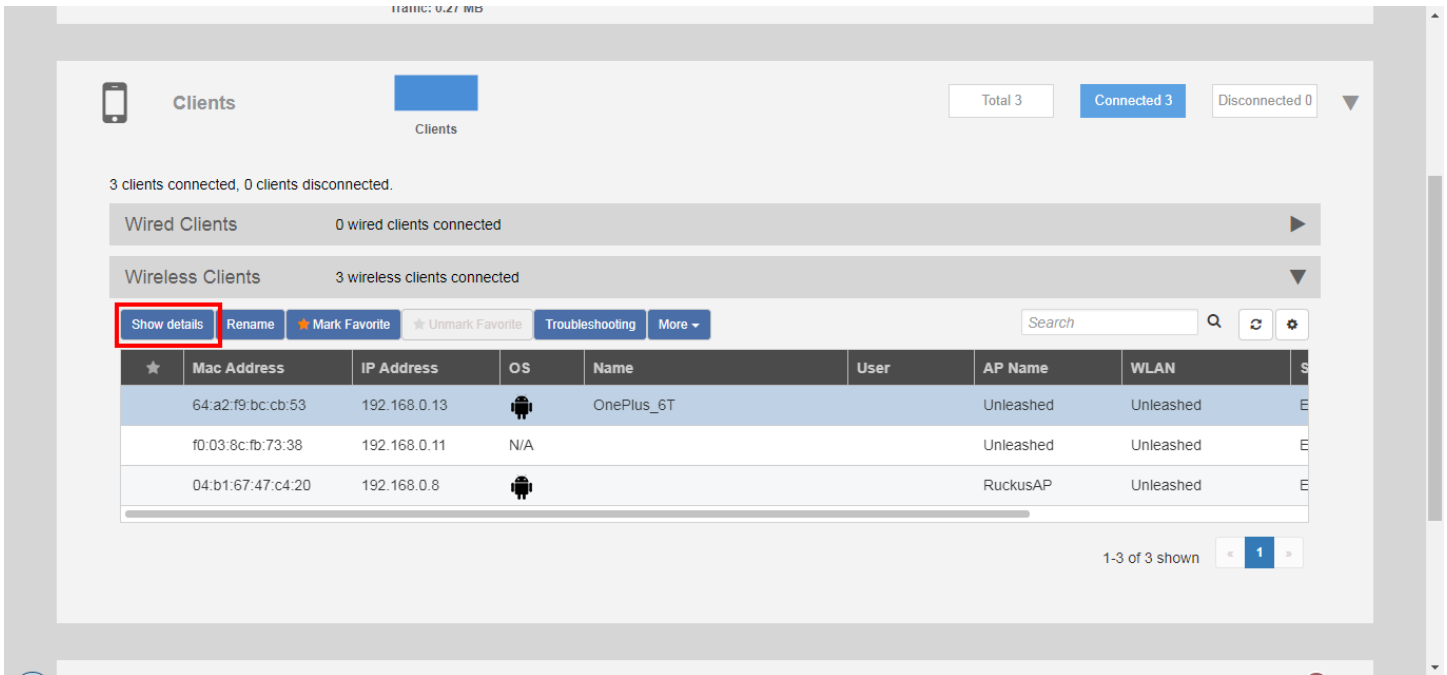 Traffic: 0.27 MB
Clients
Clients
Total 3
Connected 3
Disconnected 0
3 clients connected, 0 clients disconnected.
Wired Clients 0 wired clients connected
Wireless Clients 3 wireless clients connected
Show details Rename Mark Favorite Unmark Favorite Troubleshooting More Search
Mac Address IP Address OS Name User AP Name WLAN S
64:a2:f9:bc:cb:53 192.168.0.13 OnePlus_6T Unleashed Unleashed E
f0:03:8c:fb:73:38 192.168.0.11 N/A Unleashed Unleashed E
04:b1:67:47:c4:20 192.168.0.8 RuckusAP Unleashed E
1-3 of 3 shown « 1 »